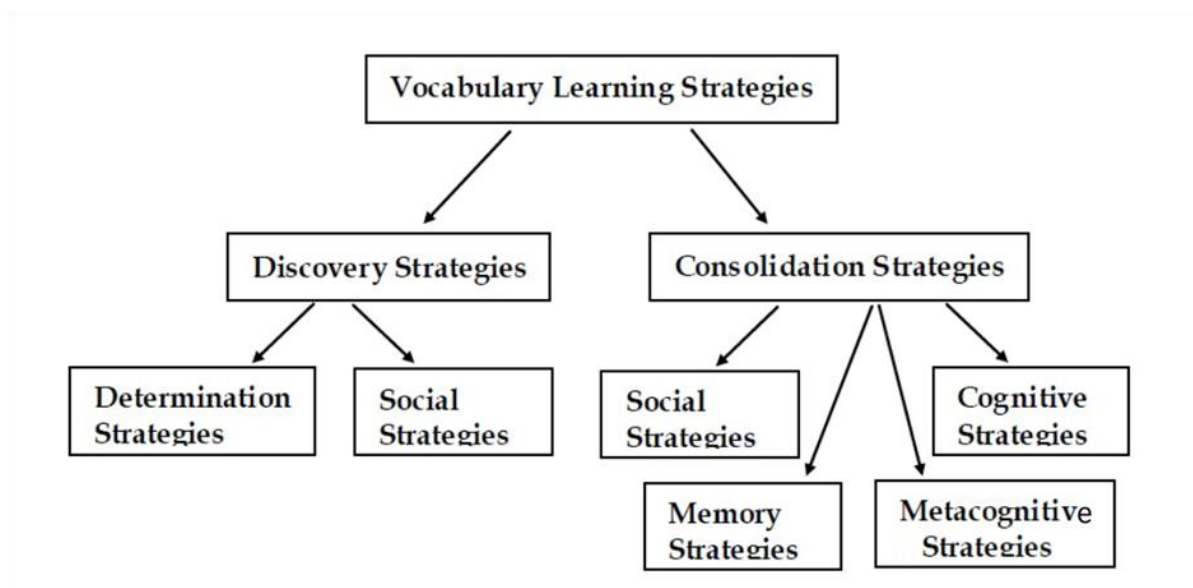 Vocabulary Learning Strategies
Discovery Strategies
Consolidation Strategies
Determination
Strategies
Social
Strategies
Social
Strategies
Cognitive
Strategies
Memory
Strategies
Metacognitive
Strategies